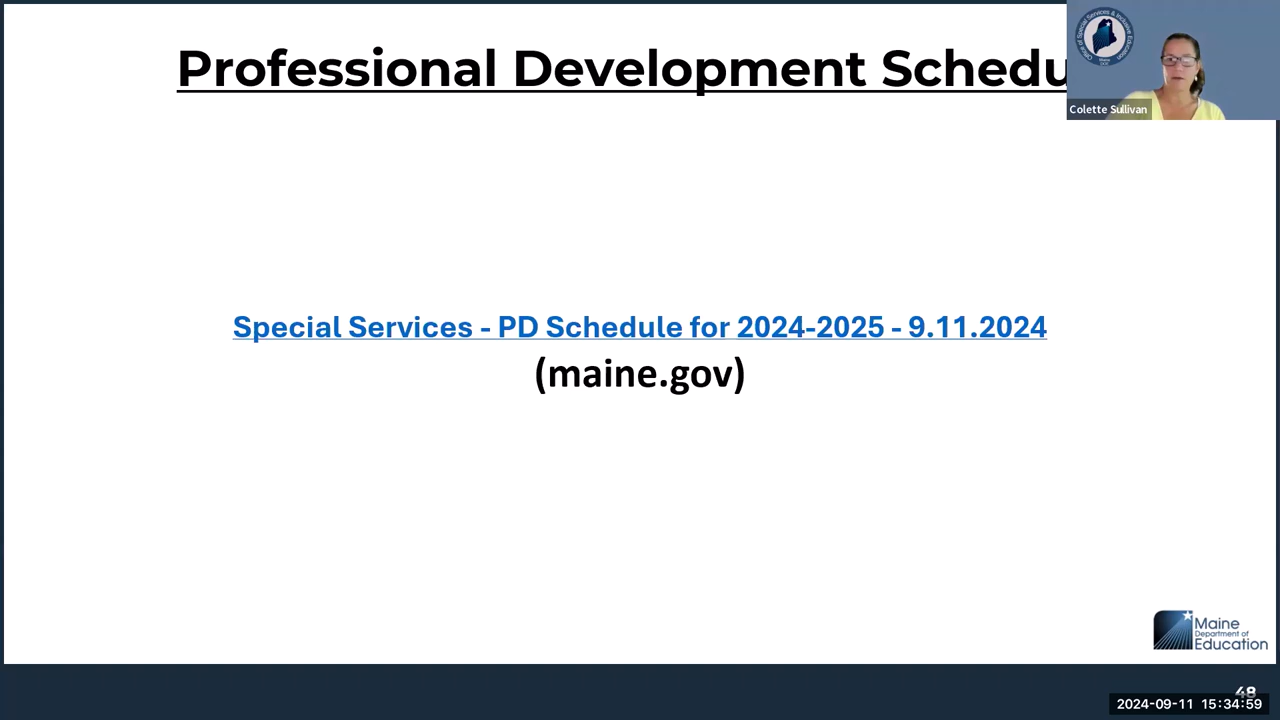 Professional Development Schedu
Colette Sullivan
Special Services - PD Schedule for 2024-2025 - 9.11.2024
(maine.gov)
Maine
Department of
Education
48
2024-09-11 15:34:59